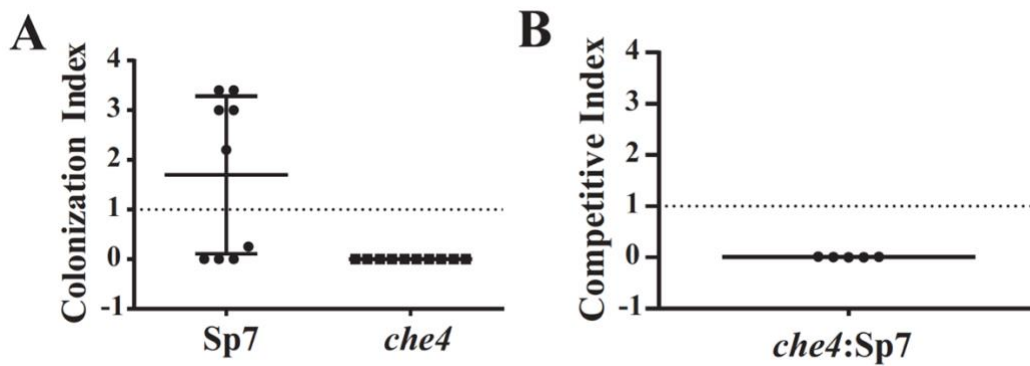 A
Colonization Index
4
3
2
1
0
-1
Sp7
che4
B
Competitive Index
4
3
2
1
0
-1
che4:Sp7